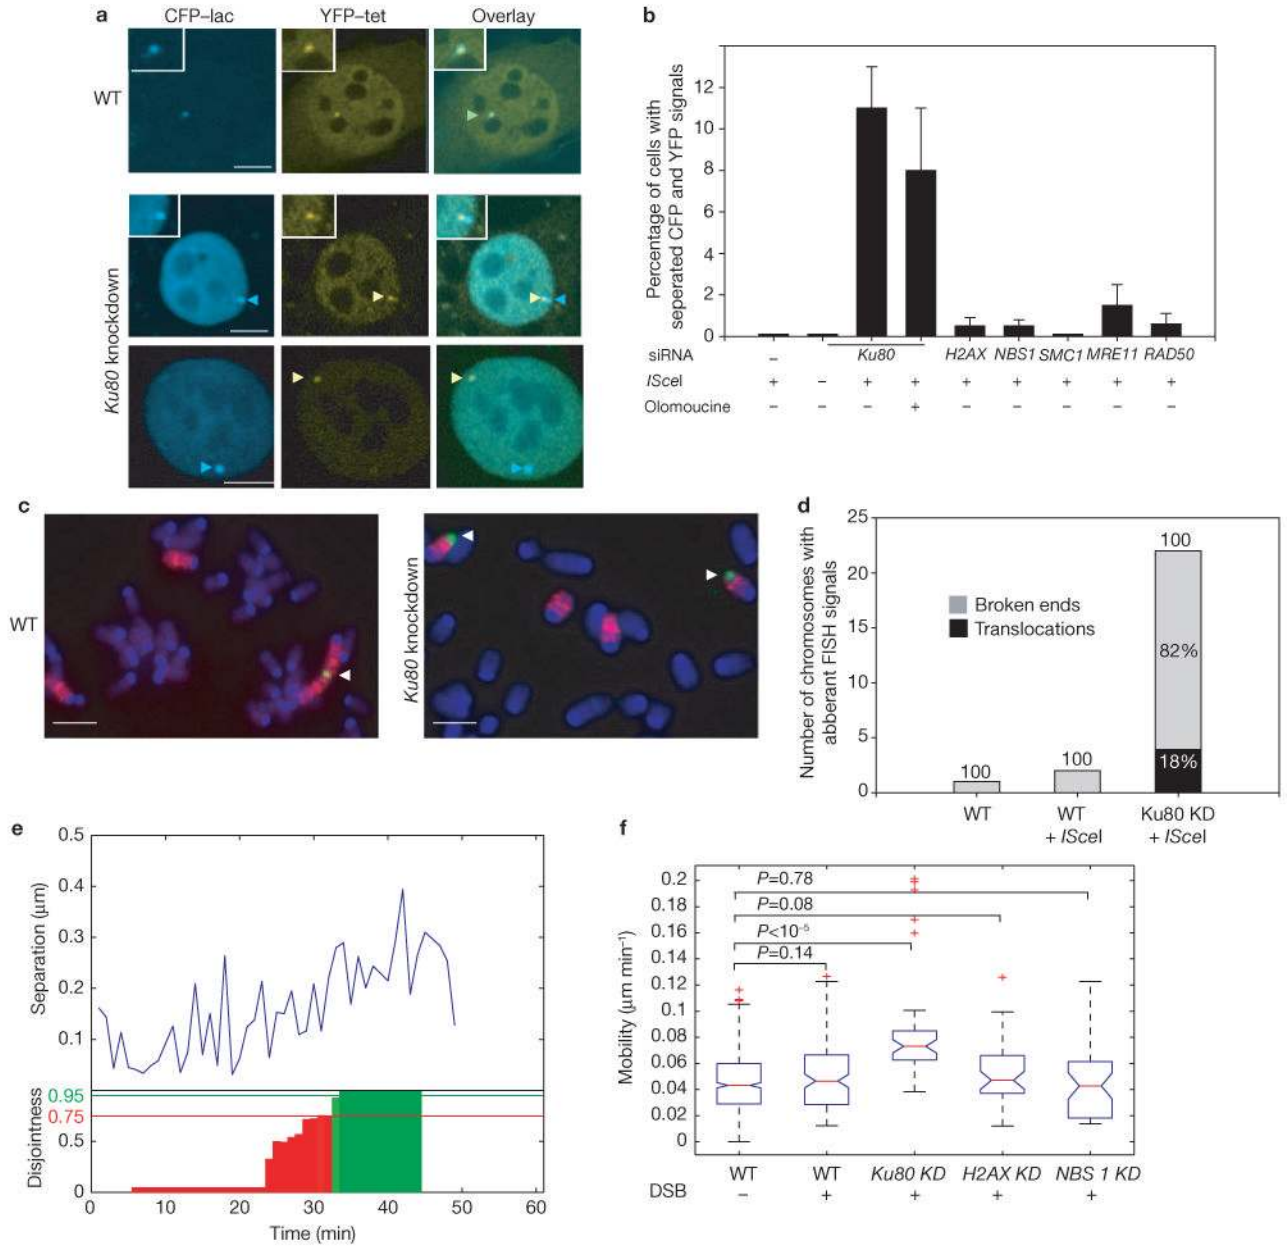 a
CFP–lac YFP–tet Overlay
WT
Ku80 knockdown
b
Percentage of cells with
seperated CFP and YFP signals
12
10
8
6
4
2
0
siRNA – Ku80 H2AX NBS1 SMC1 MRE11 RAD50
ISceI + – + + + + + + +
Olomoucine – – – + – – – – –
c
WT
Ku80 knockdown
d
Number of chromosomes with
abberant FISH signals
25
20
15
10
5
0
Broken ends
Translocations
100
100
100
82%
18%
WT WT Ku80 KD
+ ISceI + ISceI
e
Separation (μm)
0.5
0.4
0.3
0.2
0.1
Disjointness
0.95
0.75
0.5
0
0 10 20 30 40 50 60
Time (min)
f
Mobility (μm min⁻¹)
0.2
0.18
0.16
0.14
0.12
0.1
0.08
0.06
0.04
0.02
0
P=0.78
P=0.08
P<10⁻⁵
P=0.14
WT WT Ku80 KD H2AX KD NBS 1 KD
DSB – + + + +